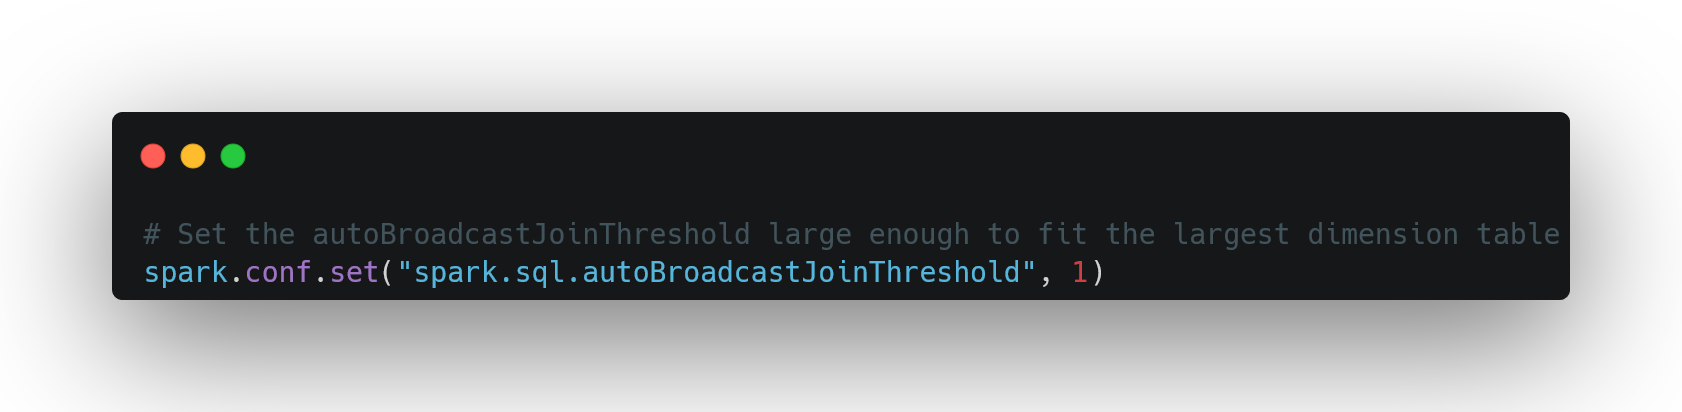 # Set the autoBroadcastJoinThreshold large enough to fit the largest dimension table
spark.conf.set("spark.sql.autoBroadcastJoinThreshold", 1)